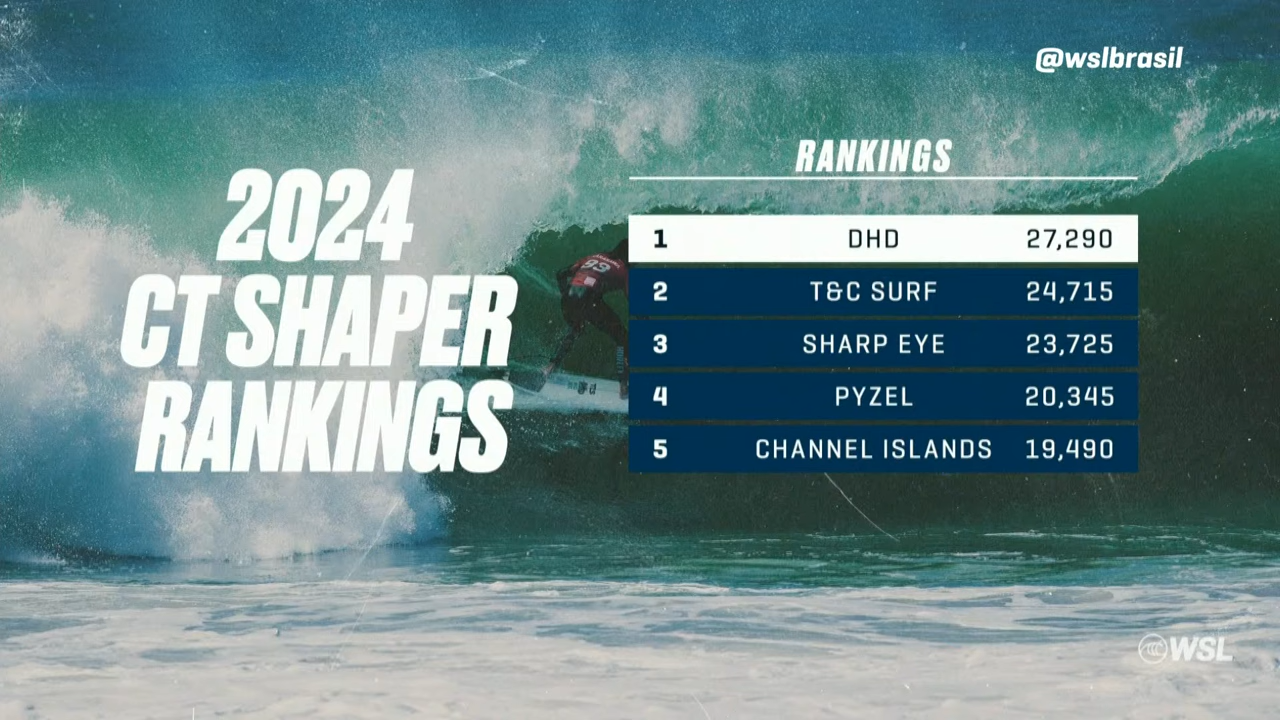 @wslbrasil
2024
CT SHAPER
RANKINGS
RANKINGS
1 DHD 27,290
2 T&C SURF 24,715
3 SHARP EYE 23,725
4 PYZEL 20,345
5 CHANNEL ISLANDS 19,490
93
WSL